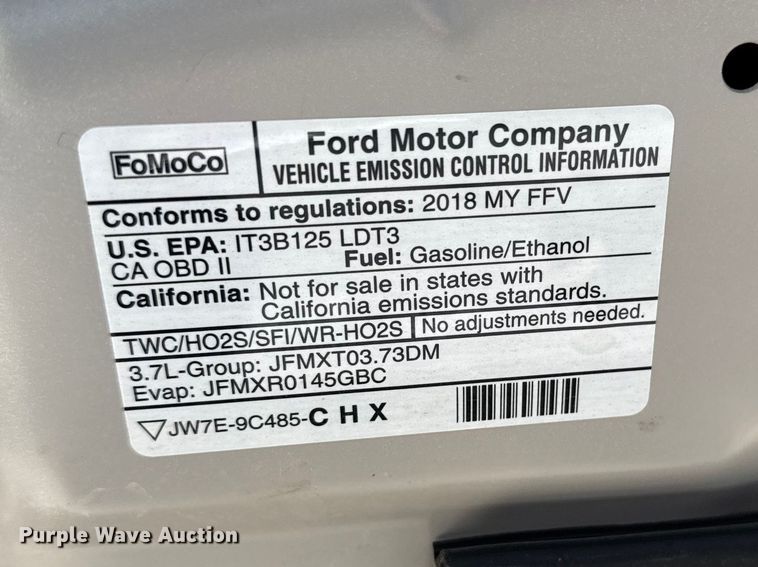 FoMoCo
Ford Motor Company
VEHICLE EMISSION CONTROL INFORMATION
Conforms to regulations: 2018 MY FFV
U.S. EPA: IT3B125 LDT3
CA OBD II
Fuel: Gasoline/Ethanol
California: Not for sale in states with
California emissions standards.
TWC/HO2S/SFI/WR-HO2S
No adjustments needed.
3.7L-Group: JFMXT03.73DM
Evap: JFMXR0145GBC
JW7E-9C485-CHX
Purple Wave Auction